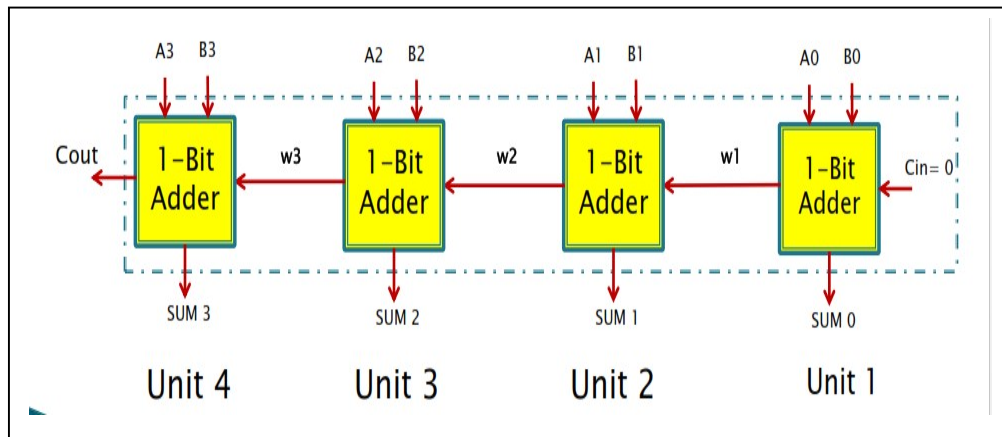 A3 B3 A2 B2 A1 B1 A0 B0
Cout 1-Bit Adder w3 1-Bit Adder w2 1-Bit Adder w1 1-Bit Adder Cin= 0
SUM 3 SUM 2 SUM 1 SUM 0
Unit 4 Unit 3 Unit 2 Unit 1